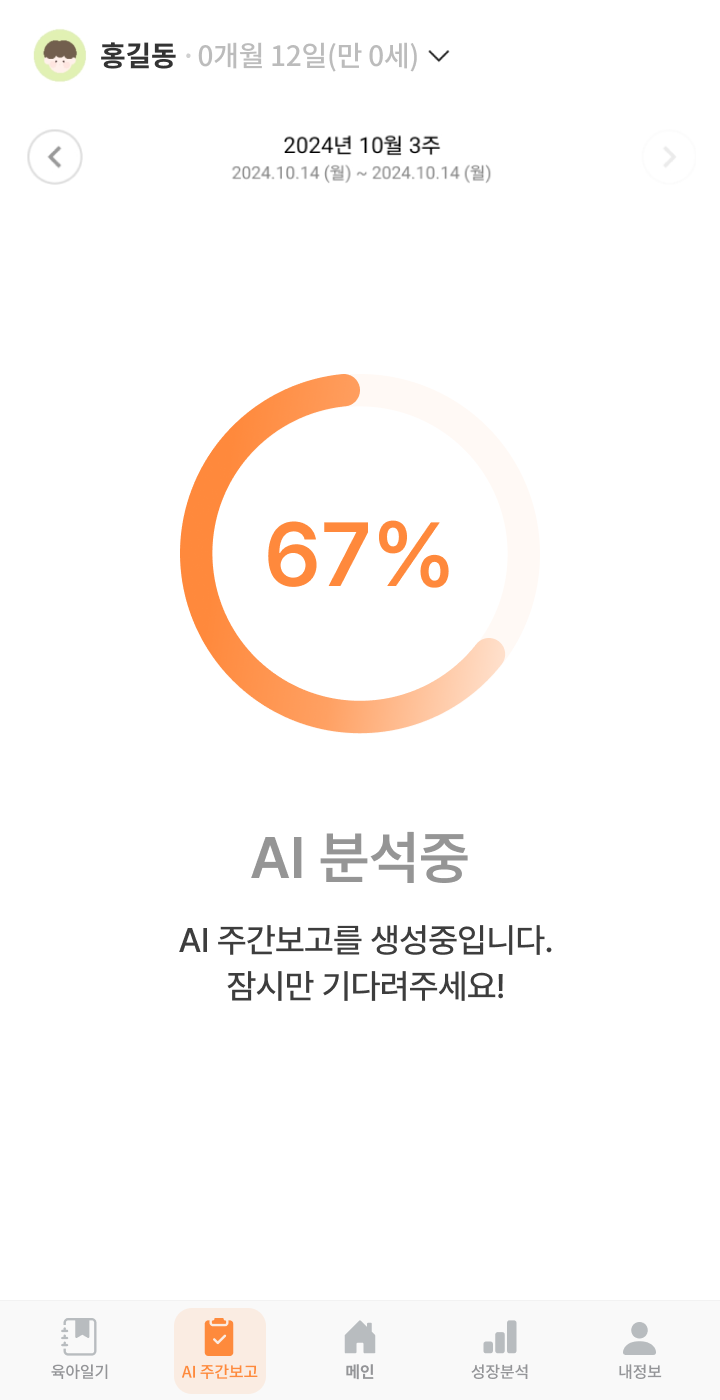 홍길동 · 0개월 12일(만 0세)
2024년 10월 3주
2024.10.14 (월) ~ 2024.10.14 (월)
67%
AI 분석중
AI 주간보고를 생성중입니다.
잠시만 기다려주세요!
육아일기
AI 주간보고
메인
성장분석
내정보